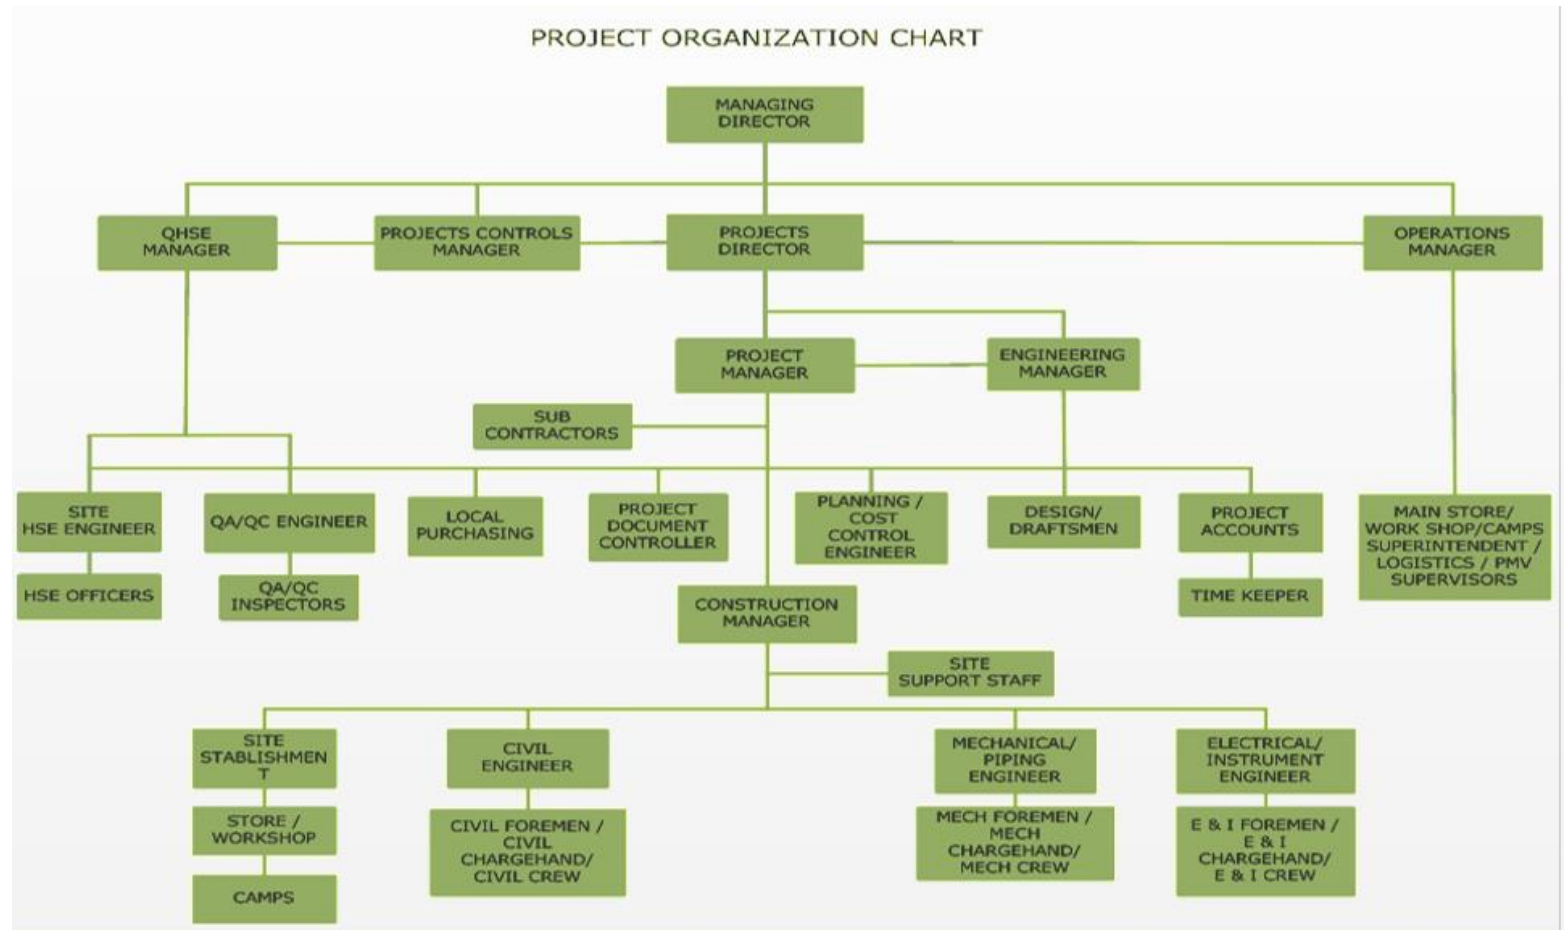 PROJECT ORGANIZATION CHART
MANAGING
DIRECTOR
QHSE
MANAGER
PROJECTS CONTROLS
MANAGER
PROJECTS
DIRECTOR
OPERATIONS
MANAGER
PROJECT
MANAGER
ENGINEERING
MANAGER
SUB
CONTRACTORS
SITE
HSE ENGINEER
QA/QC ENGINEER
LOCAL
PURCHASING
PROJECT
DOCUMENT
CONTROLLER
PLANNING /
COST
CONTROL
ENGINEER
DESIGN/
DRAFTSMEN
PROJECT
ACCOUNTS
MAIN STORE/
WORK SHOP/CAMPS
SUPERINTENDENT /
LOGISTICS / PMV
SUPERVISORS
HSE OFFICERS
QA/QC
INSPECTORS
TIME KEEPER
CONSTRUCTION
MANAGER
SITE
SUPPORT STAFF
SITE
STABLISHMEN
T
CIVIL
ENGINEER
MECHANICAL/
PIPING
ENGINEER
ELECTRICAL/
INSTRUMENT
ENGINEER
STORE /
WORKSHOP
CIVIL FOREMEN /
CIVIL
CHARGEHAND/
CIVIL CREW
MECH FOREMEN /
MECH
CHARGEHAND/
MECH CREW
E & I FOREMEN /
E & I
CHARGEHAND/
E & I CREW
CAMPS